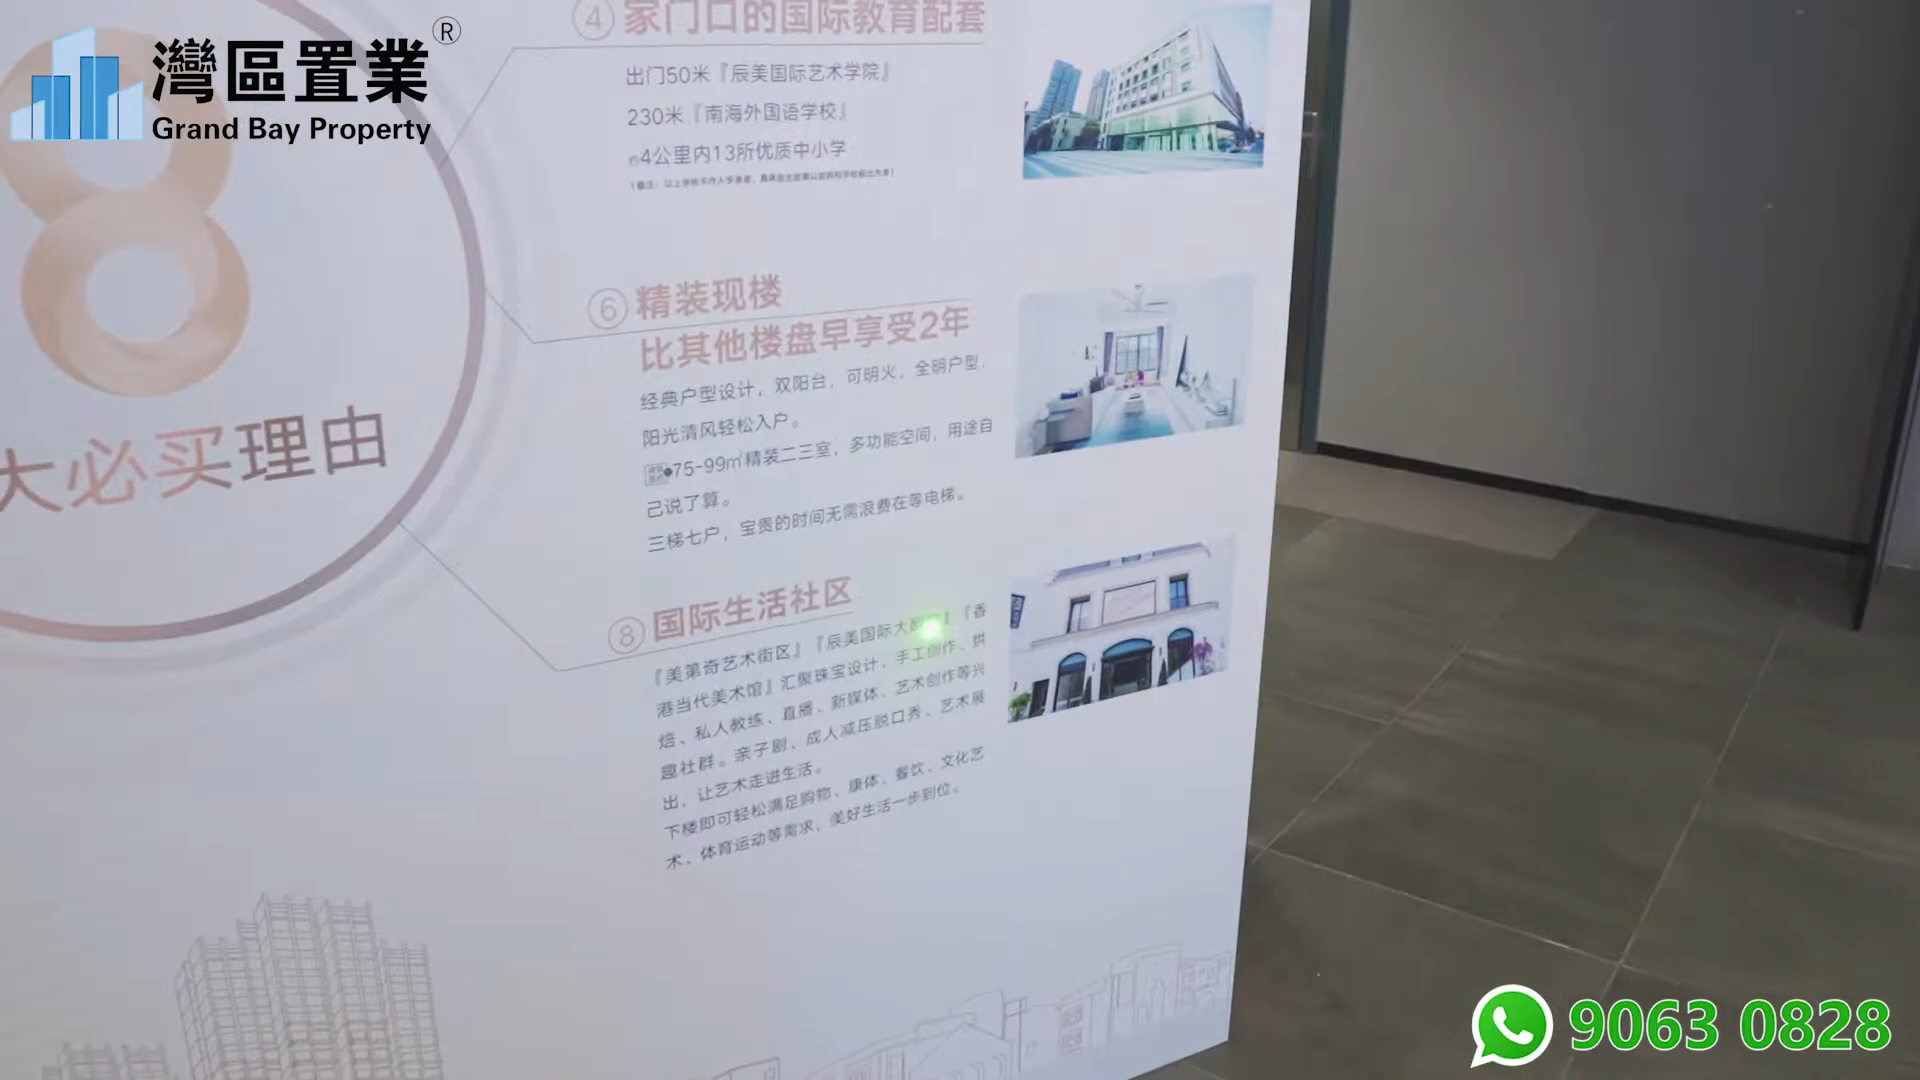 灣區置業®
Grand Bay Property
8
大必买理由
④ 家门口的国际教育配套
出门50米『辰美国际艺术学院』
230米『南海外国语学校』
约4公里内13所优质中小学
⑥ 精装现楼
比其他楼盘早享受2年
经典户型设计，双阳台，可明火，全明户型，
阳光清风轻松入户。
75-99㎡精装二三室，多功能空间，用途自
己说了算。
三梯七户，宝贵的时间无需浪费在等电梯。
⑧ 国际生活社区
『美第奇艺术街区』『辰美国际大 』『香
港当代美术馆』汇聚珠宝设计、手工创作、烘
焙、私人教练、直播、新媒体、艺术创作等兴
趣社群。亲子剧、成人减压脱口秀、艺术展
出，让艺术走进生活。
下楼即可轻松满足购物、康体、餐饮、文化艺
术、体育运动等需求，美好生活一步到位。
9063 0828